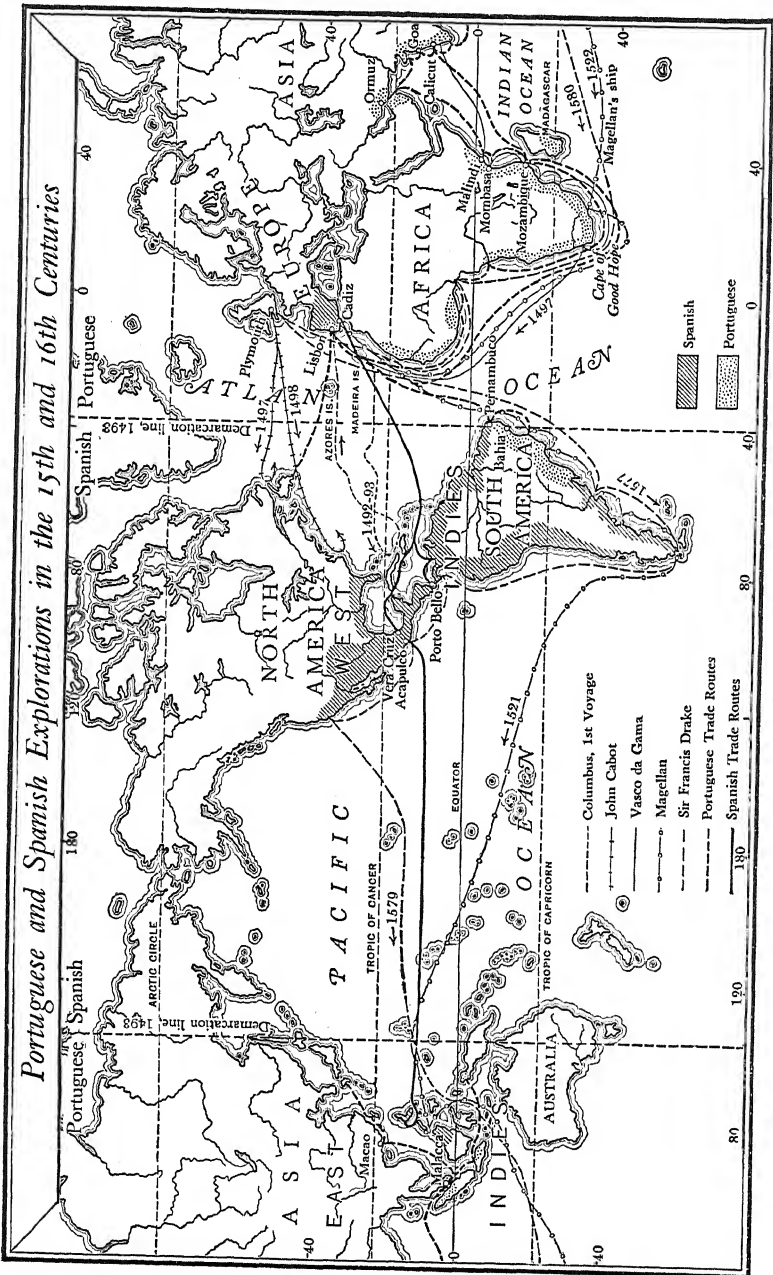 Portuguese and Spanish Explorations in the 15th and 16th Centuries
180
80
0
40
Portuguese
Spanish
Spanish
Portuguese
ARCTIC CIRCLE
Demarcation line, 1493
Demarcation line, 1493
ASIA
EAST
INDIES
Macao
Malacca
40
0
40
PACIFIC
OCEAN
TROPIC OF CANCER
←1579
EQUATOR
←1521
TROPIC OF CAPRICORN
AUSTRALIA
NORTH
AMERICA
WEST
INDIES
Vera Cruz
Acapulco
Porto Bello
SOUTH
AMERICA
Pernambuco
Bahia
1577→
ATLAN
OCEAN
←1497
←1498
AZORES IS.
MADEIRA IS.
1492-93
Plymouth
EUROPE
Lisbon
Cadiz
ASIA
Ormuz
Goa
Calicut
40
0
40
AFRICA
Malindi
Mombasa
Mozambique
MADAGASCAR
INDIAN
OCEAN
Cape of
Good Hope
←1497
←1580
←1522
Magellan's ship
Spanish
Portuguese
Columbus, 1st Voyage
John Cabot
Vasco da Gama
Magellan
Sir Francis Drake
Portuguese Trade Routes
Spanish Trade Routes
80
120
180
80
40
0
40